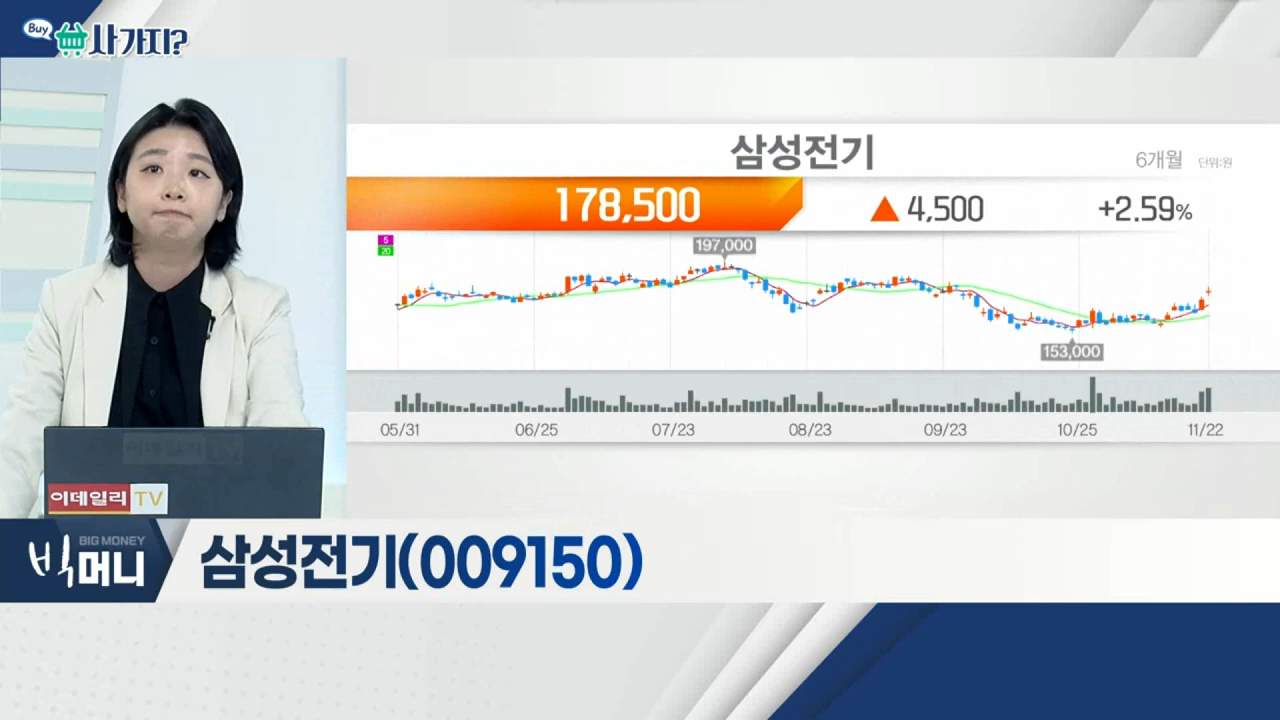 Buy 사가지?
삼성전기
6개월 단위:원
178,500 ▲ 4,500 +2.59%
5
20
197,000
153,000
05/31 06/25 07/23 08/23 09/23 10/25 11/22
이데일리 TV
BIG MONEY
빅머니
삼성전기(009150)